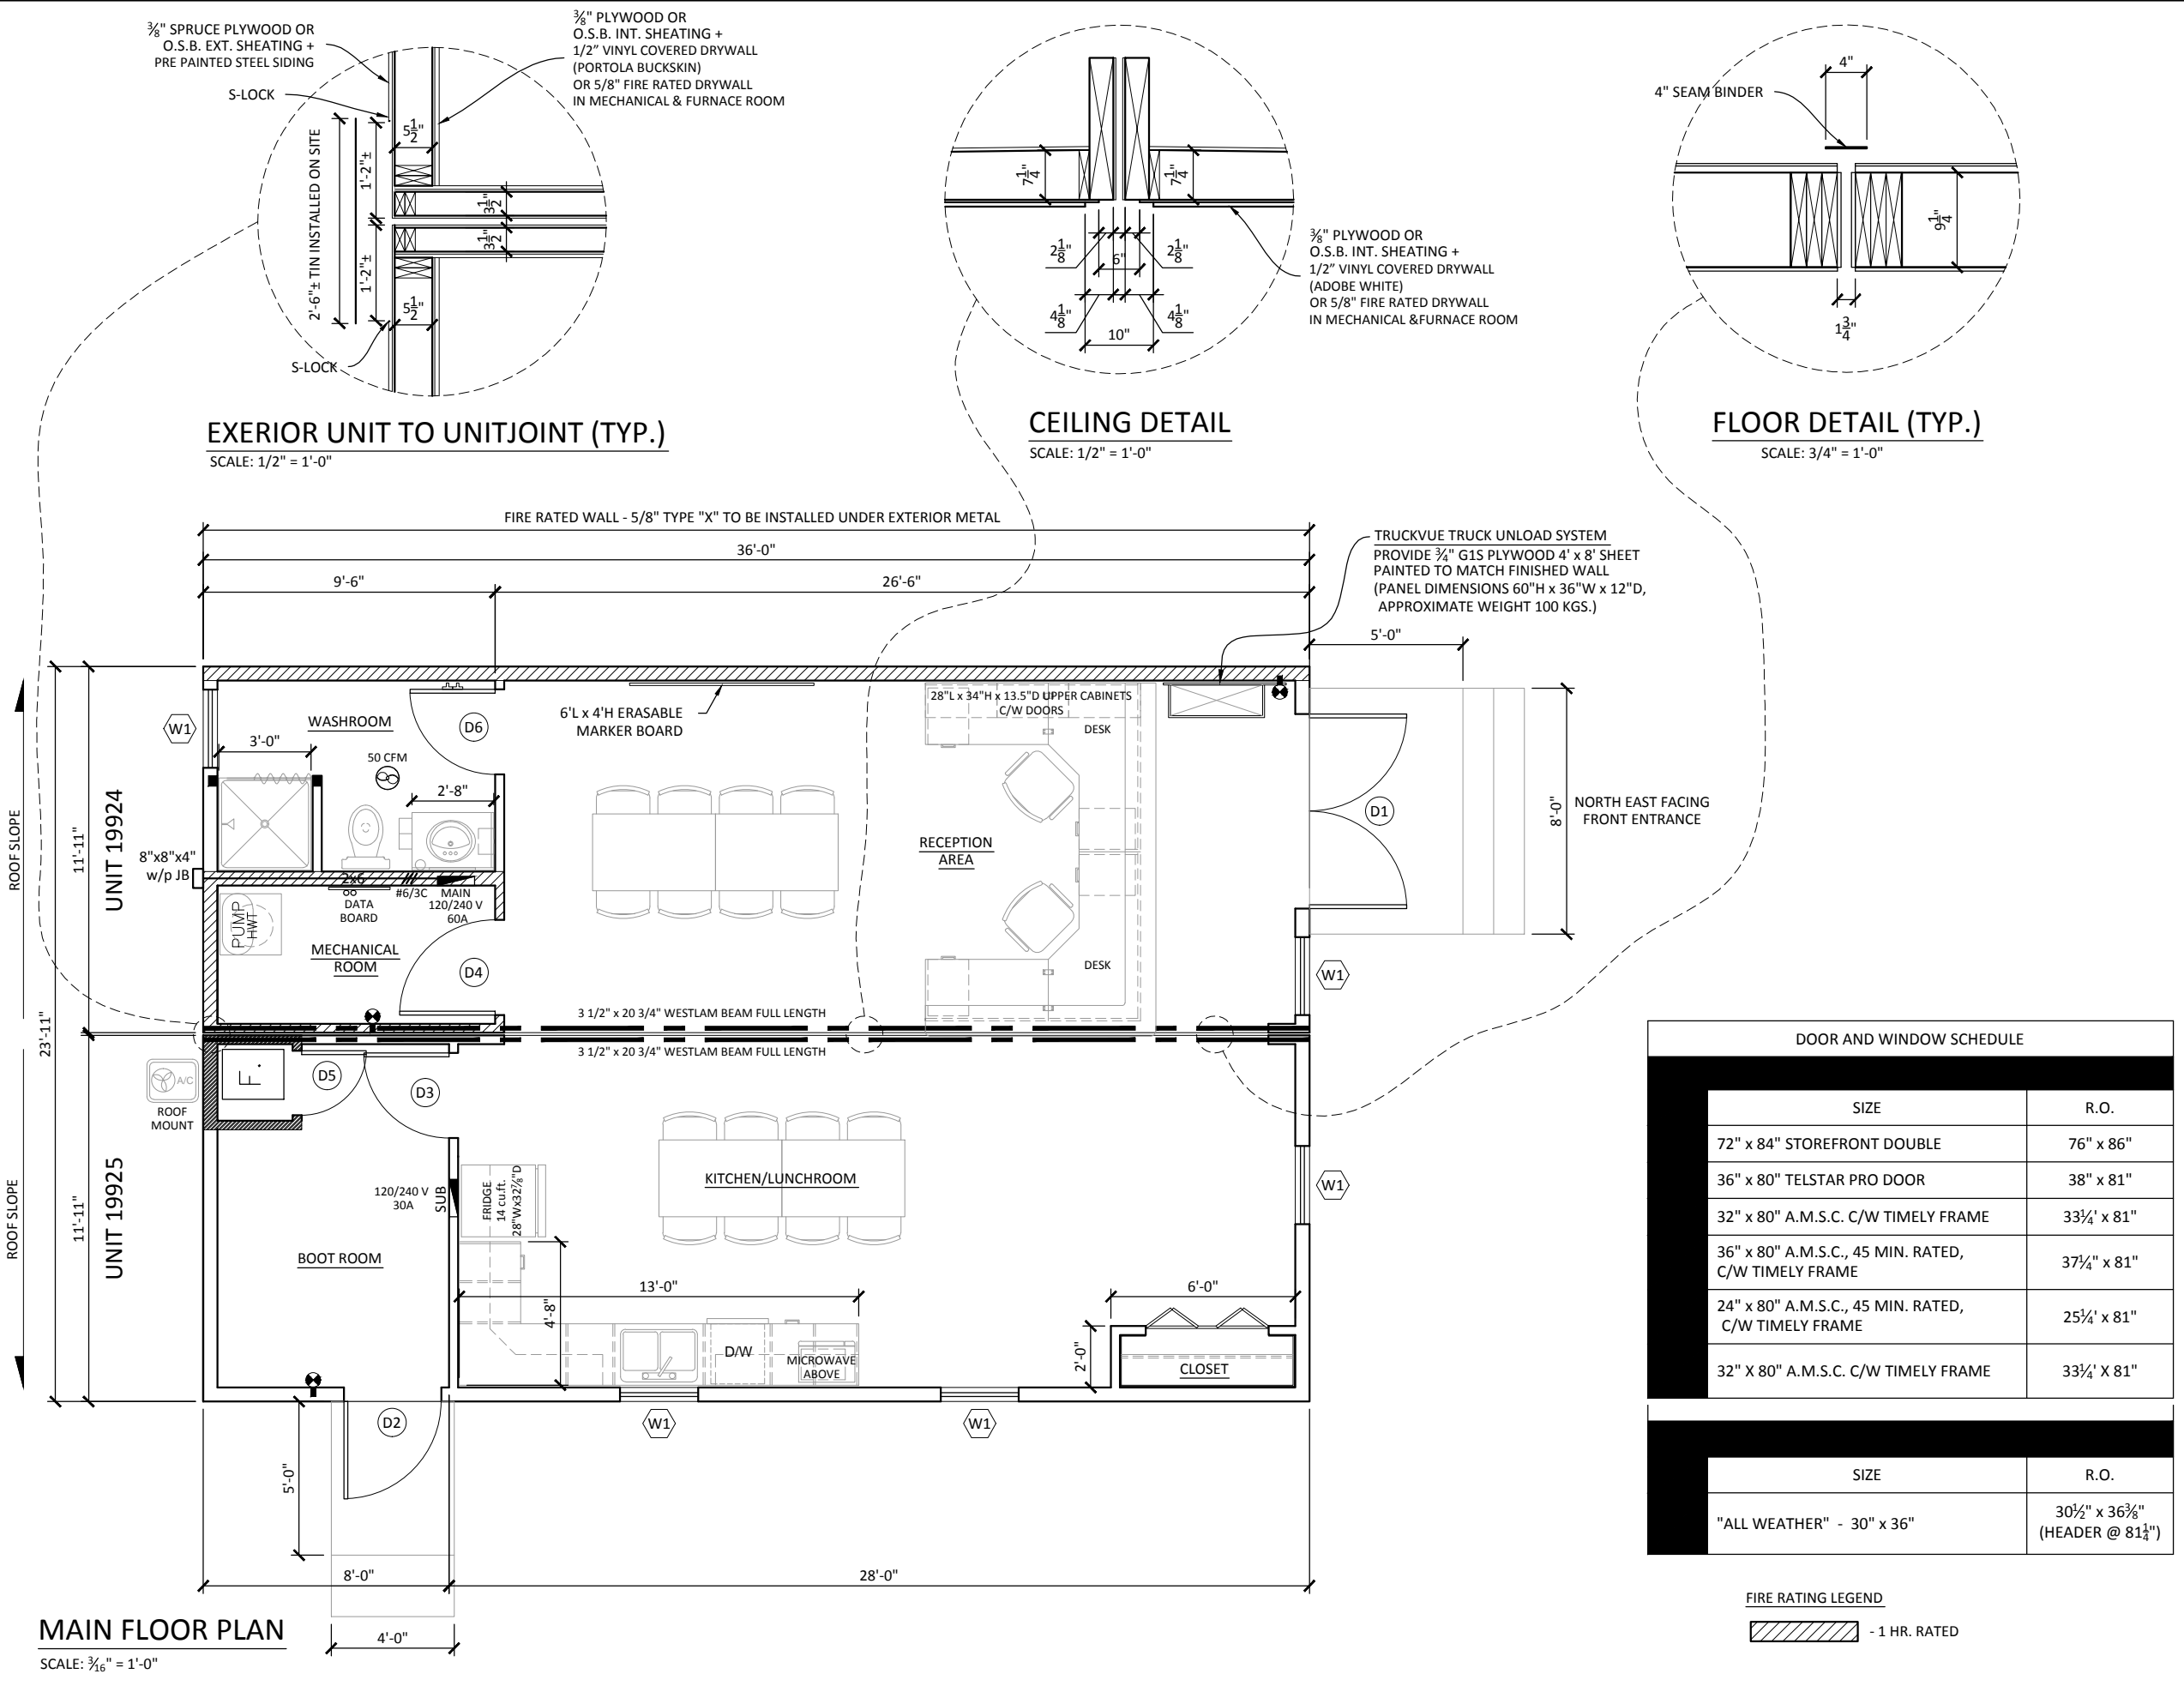 3/8" SPRUCE PLYWOOD OR
O.S.B. EXT. SHEATING +
PRE PAINTED STEEL SIDING
S-LOCK
3/8" PLYWOOD OR
O.S.B. INT. SHEATING +
1/2" VINYL COVERED DRYWALL
(PORTOLA BUCKSKIN)
OR 5/8" FIRE RATED DRYWALL
IN MECHANICAL & FURNACE ROOM
2'-6"± TIN INSTALLED ON SITE
1'-2"±
1'-2"±
5 1/2"
3 1/2"
3 1/2"
5 1/2"
S-LOCK
EXERIOR UNIT TO UNITJOINT (TYP.)
SCALE: 1/2" = 1'-0"
7 1/4"
7 1/4"
2 1/8"
2 1/8"
6"
4 1/8"
4 1/8"
10"
3/8" PLYWOOD OR
O.S.B. INT. SHEATING +
1/2" VINYL COVERED DRYWALL
(ADOBE WHITE)
OR 5/8" FIRE RATED DRYWALL
IN MECHANICAL &FURNACE ROOM
CEILING DETAIL
SCALE: 1/2" = 1'-0"
4"
4" SEAM BINDER
9 1/4"
1 3/4"
FLOOR DETAIL (TYP.)
SCALE: 3/4" = 1'-0"
FIRE RATED WALL - 5/8" TYPE "X" TO BE INSTALLED UNDER EXTERIOR METAL
36'-0"
9'-6"
26'-6"
TRUCKVUE TRUCK UNLOAD SYSTEM
PROVIDE 3/4" G1S PLYWOOD 4' x 8' SHEET
PAINTED TO MATCH FINISHED WALL
(PANEL DIMENSIONS 60"H x 36"W x 12"D,
APPROXIMATE WEIGHT 100 KGS.)
5'-0"
ROOF SLOPE
23'-11"
11'-11"
UNIT 19924
W1
WASHROOM
3'-0"
50 CFM
2'-8"
D6
6'L x 4'H ERASABLE
MARKER BOARD
28"L x 34"H x 13.5"D UPPER CABINETS
C/W DOORS
DESK
RECEPTION
AREA
DESK
D1
8'-0"
NORTH EAST FACING
FRONT ENTRANCE
8"x8"x4"
w/p JB
2x6
DATA
BOARD
#6/3C
MAIN
120/240 V
60A
PUMP
HWT
MECHANICAL
ROOM
D4
W1
3 1/2" x 20 3/4" WESTLAM BEAM FULL LENGTH
3 1/2" x 20 3/4" WESTLAM BEAM FULL LENGTH
ROOF SLOPE
11'-11"
UNIT 19925
A/C
ROOF
MOUNT
F.
D5
D3
120/240 V
30A
SUB
FRIDGE
14 cu.ft.
28"Wx32 7/8"D
KITCHEN/LUNCHROOM
W1
BOOT ROOM
13'-0"
4'-8"
6'-0"
2'-0"
D/W
MICROWAVE
ABOVE
CLOSET
D2
W1
W1
5'-0"
8'-0"
28'-0"
4'-0"
MAIN FLOOR PLAN
SCALE: 3/16" = 1'-0"
DOOR AND WINDOW SCHEDULE
SIZE R.O.
72" x 84" STOREFRONT DOUBLE 76" x 86"
36" x 80" TELSTAR PRO DOOR 38" x 81"
32" x 80" A.M.S.C. C/W TIMELY FRAME 33 1/4' x 81"
36" x 80" A.M.S.C., 45 MIN. RATED,
C/W TIMELY FRAME 37 1/4" x 81"
24" x 80" A.M.S.C., 45 MIN. RATED,
C/W TIMELY FRAME 25 1/4' x 81"
32" X 80" A.M.S.C. C/W TIMELY FRAME 33 1/4' X 81"
SIZE R.O.
"ALL WEATHER" - 30" x 36" 30 1/2" x 36 3/8"
(HEADER @ 81 1/4")
FIRE RATING LEGEND
- 1 HR. RATED